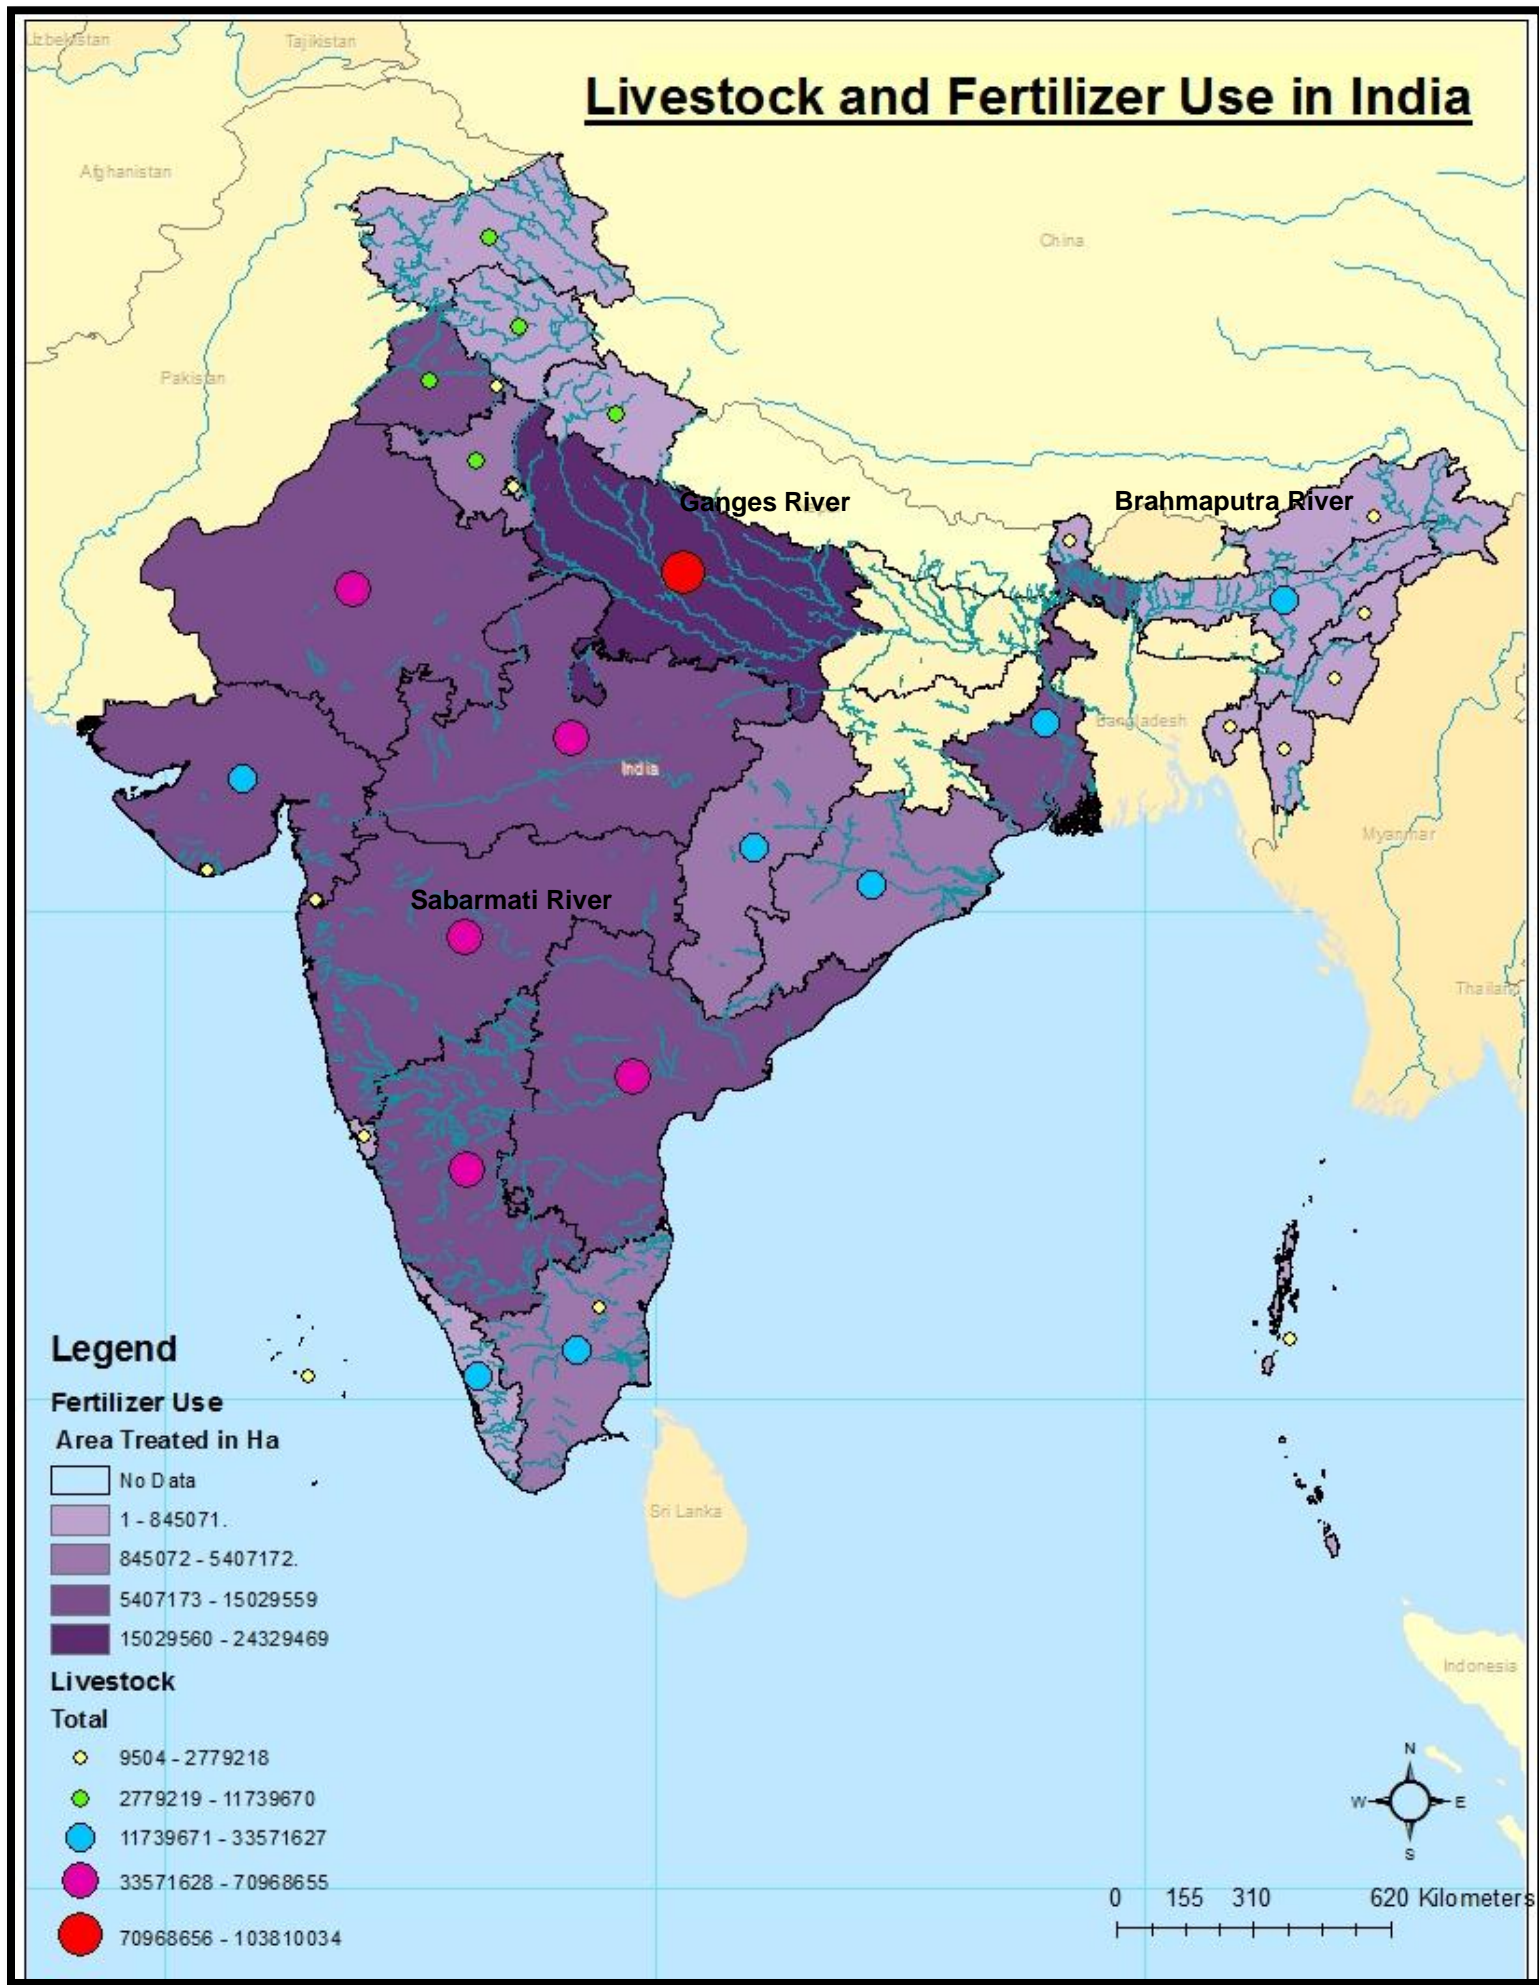 Uzbekistan
Tajikistan
Livestock and Fertilizer Use in India
Afghanistan
China
Pakistan
Ganges River
Brahmaputra River
Bangladesh
India
Myanmar
Sabarmati River
Thailand
Legend
Fertilizer Use
Area Treated in Ha
No Data
1 - 845071.
845072 - 5407172.
5407173 - 15029559
15029560 - 24329469
Sri Lanka
Indonesia
Livestock
Total
9504 - 2779218
2779219 - 11739670
11739671 - 33571627
33571628 - 70968655
70968656 - 103810034
N
W
E
S
0 155 310 620 Kilometers